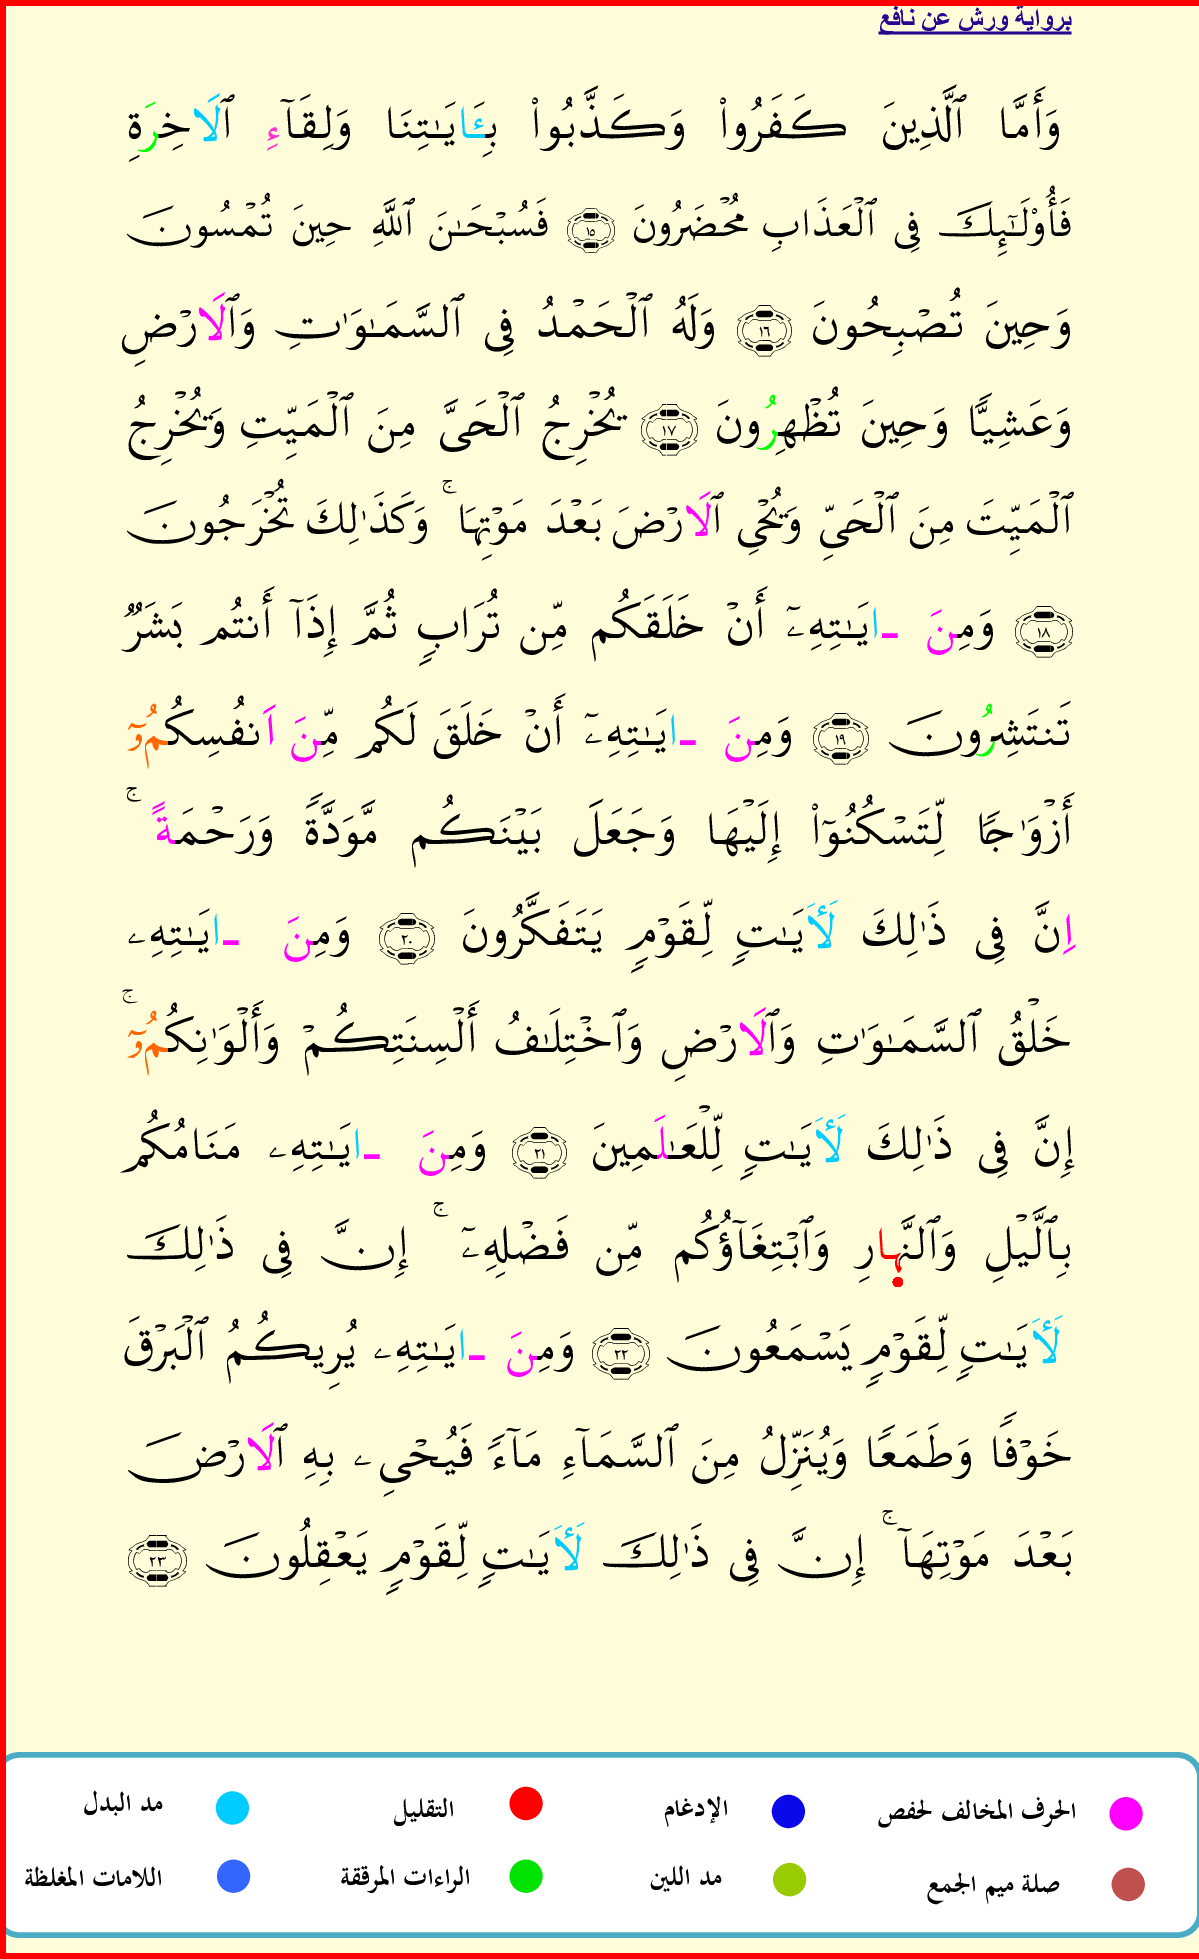 برواية ورش عن نافع
وَأَمَّا ٱلَّذِينَ كَفَرُواْ وَكَذَّبُواْ بِـَٔايَٰتِنَا وَلِقَآءِ ٱلَاخِرَةِ
فَأُوْلَٰٓئِكَ فِى ٱلْعَذَابِ مُحْضَرُونَ ١٥ فَسُبْحَٰنَ ٱللَّهِ حِينَ تُمْسُونَ
وَحِينَ تُصْبِحُونَ ١٦ وَلَهُ ٱلْحَمْدُ فِى ٱلسَّمَٰوَٰتِ وَٱلَارْضِ
وَعَشِيًّا وَحِينَ تُظْهِرُونَ ١٧ يُخْرِجُ ٱلْحَىَّ مِنَ ٱلْمَيِّتِ وَيُخْرِجُ
ٱلْمَيِّتَ مِنَ ٱلْحَىِّ وَيُحْىِ ٱلَارْضَ بَعْدَ مَوْتِهَا ۚ وَكَذَٰلِكَ تُخْرَجُونَ
١٨ وَمِنَ ـايَٰتِهِۦٓ أَنْ خَلَقَكُم مِّن تُرَابٍ ثُمَّ إِذَآ أَنتُم بَشَرٌ
تَنتَشِرُونَ ١٩ وَمِنَ ـايَٰتِهِۦٓ أَنْ خَلَقَ لَكُم مِّنَ اَنفُسِكُمُۥٓ
أَزْوَٰجًا لِّتَسْكُنُوٓاْ إِلَيْهَا وَجَعَلَ بَيْنَكُم مَّوَدَّةً وَرَحْمَةً ۚ
اِنَّ فِى ذَٰلِكَ لَأٓيَٰتٍ لِّقَوْمٍ يَتَفَكَّرُونَ ٢٠ وَمِنَ ـايَٰتِهِۦ
خَلْقُ ٱلسَّمَٰوَٰتِ وَٱلَارْضِ وَٱخْتِلَٰفُ أَلْسِنَتِكُمْ وَأَلْوَٰنِكُمُۥٓ ۚ
إِنَّ فِى ذَٰلِكَ لَأٓيَٰتٍ لِّلْعَٰلَمِينَ ٢١ وَمِنَ ـايَٰتِهِۦ مَنَامُكُم
بِٱلَّيْلِ وَٱلنَّهارِ وَٱبْتِغَآؤُكُم مِّن فَضْلِهِۦٓ ۚ إِنَّ فِى ذَٰلِكَ
لَأٓيَٰتٍ لِّقَوْمٍ يَسْمَعُونَ ٢٢ وَمِنَ ـايَٰتِهِۦ يُرِيكُمُ ٱلْبَرْقَ
خَوْفًا وَطَمَعًا وَيُنَزِّلُ مِنَ ٱلسَّمَآءِ مَآءً فَيُحْىِۦ بِهِ ٱلَارْضَ
بَعْدَ مَوْتِهَآ ۚ إِنَّ فِى ذَٰلِكَ لَأٓيَٰتٍ لِّقَوْمٍ يَعْقِلُونَ ٢٣
الحرف المخالف لحفص الإدغام التقليل مد البدل
صلة ميم الجمع مد اللين الراءات المرققة اللامات المغلظة